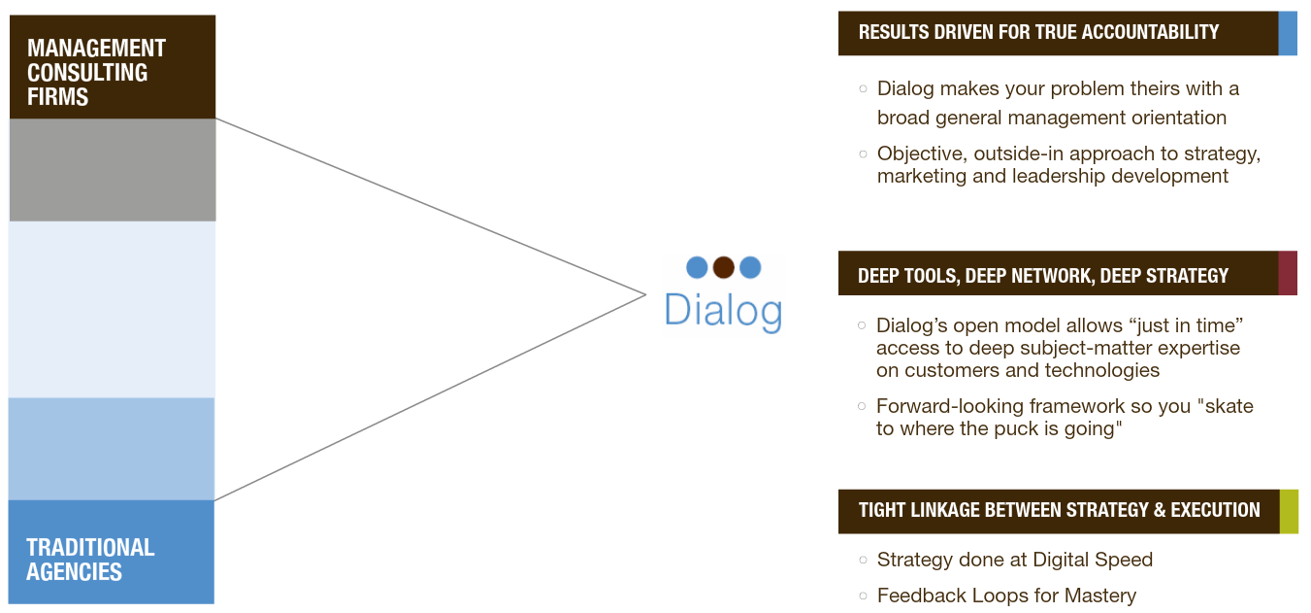 MANAGEMENT
CONSULTING
FIRMS
TRADITIONAL
AGENCIES
Dialog
RESULTS DRIVEN FOR TRUE ACCOUNTABILITY
Dialog makes your problem theirs with a
broad general management orientation
Objective, outside-in approach to strategy,
marketing and leadership development
DEEP TOOLS, DEEP NETWORK, DEEP STRATEGY
Dialog’s open model allows “just in time”
access to deep subject-matter expertise
on customers and technologies
Forward-looking framework so you "skate
to where the puck is going"
TIGHT LINKAGE BETWEEN STRATEGY & EXECUTION
Strategy done at Digital Speed
Feedback Loops for Mastery